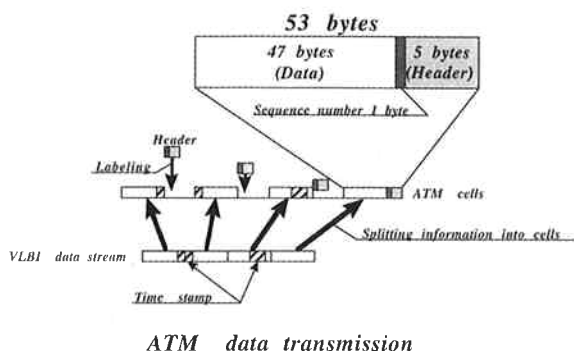 53 bytes
47 bytes
(Data)
5 bytes
(Header)
Sequence number 1 byte
Header
Labeling
ATM cells
Splitting information into cells
VLBI data stream
Time stamp
ATM data transmission